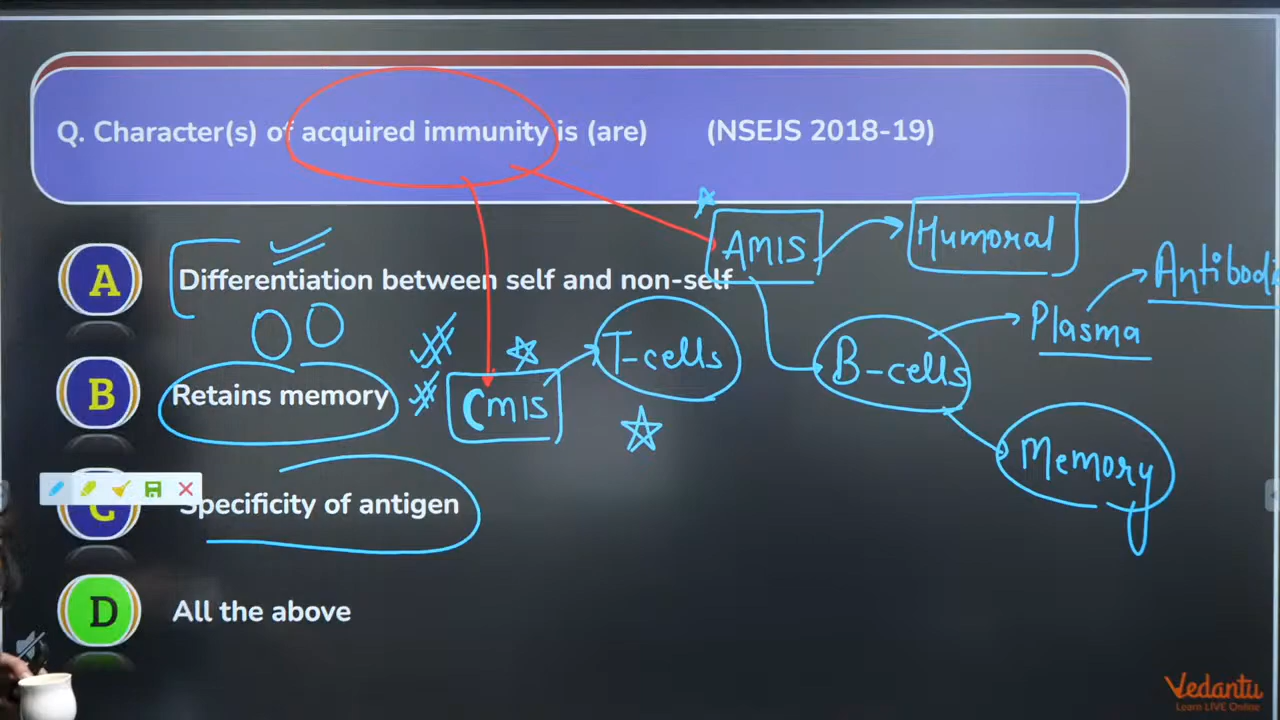 Q. Character(s) of acquired immunity is (are) (NSEJS 2018-19)
AMIS
Humoral
A Differentiation between self and non-self
Antibodi
Plasma
T-cells
B-cells
B Retains memory
CMIS
Memory
C Specificity of antigen
D All the above
Vedantu
Learn LIVE Online